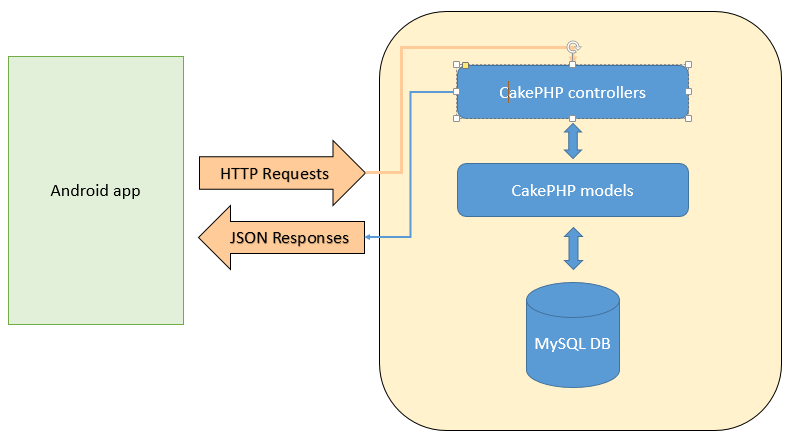 CakePHP controllers
Android app
HTTP Requests
CakePHP models
JSON Responses
MySQL DB